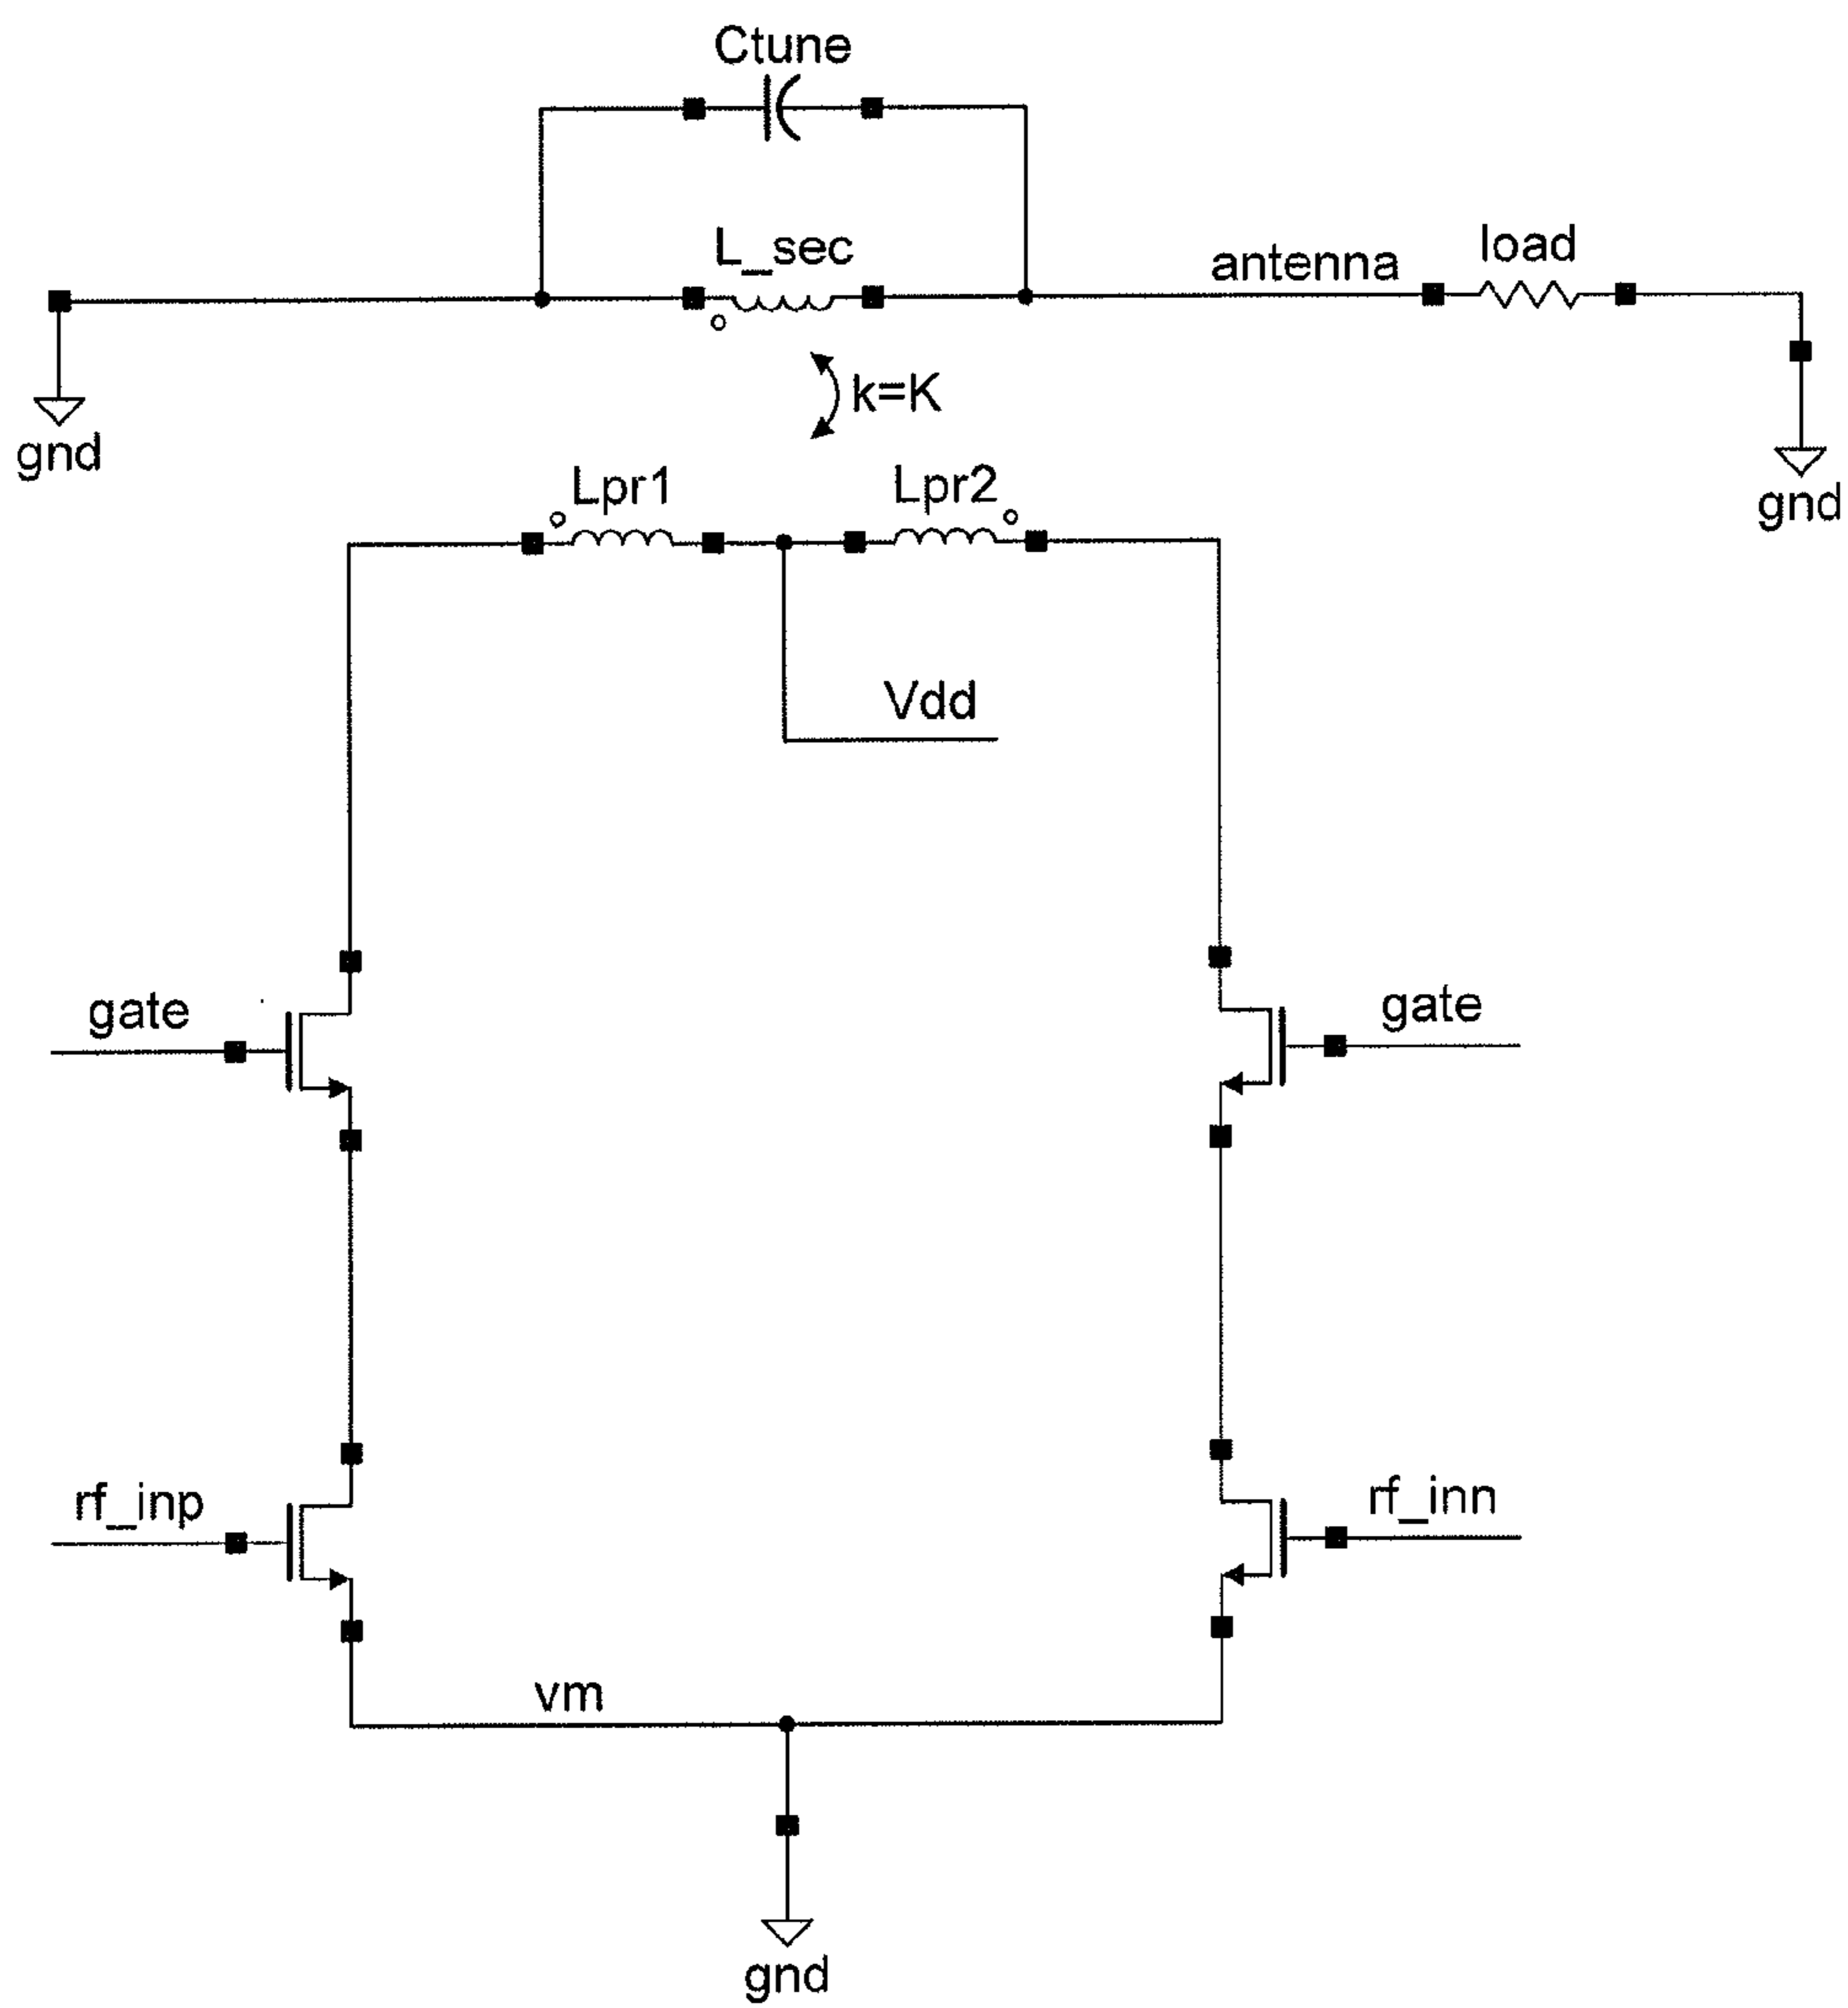 Ctune
L_sec
antenna
load
k=K
gnd
gnd
Lpr1
Lpr2
Vdd
gate
gate
rf_inp
rf_inn
vm
gnd